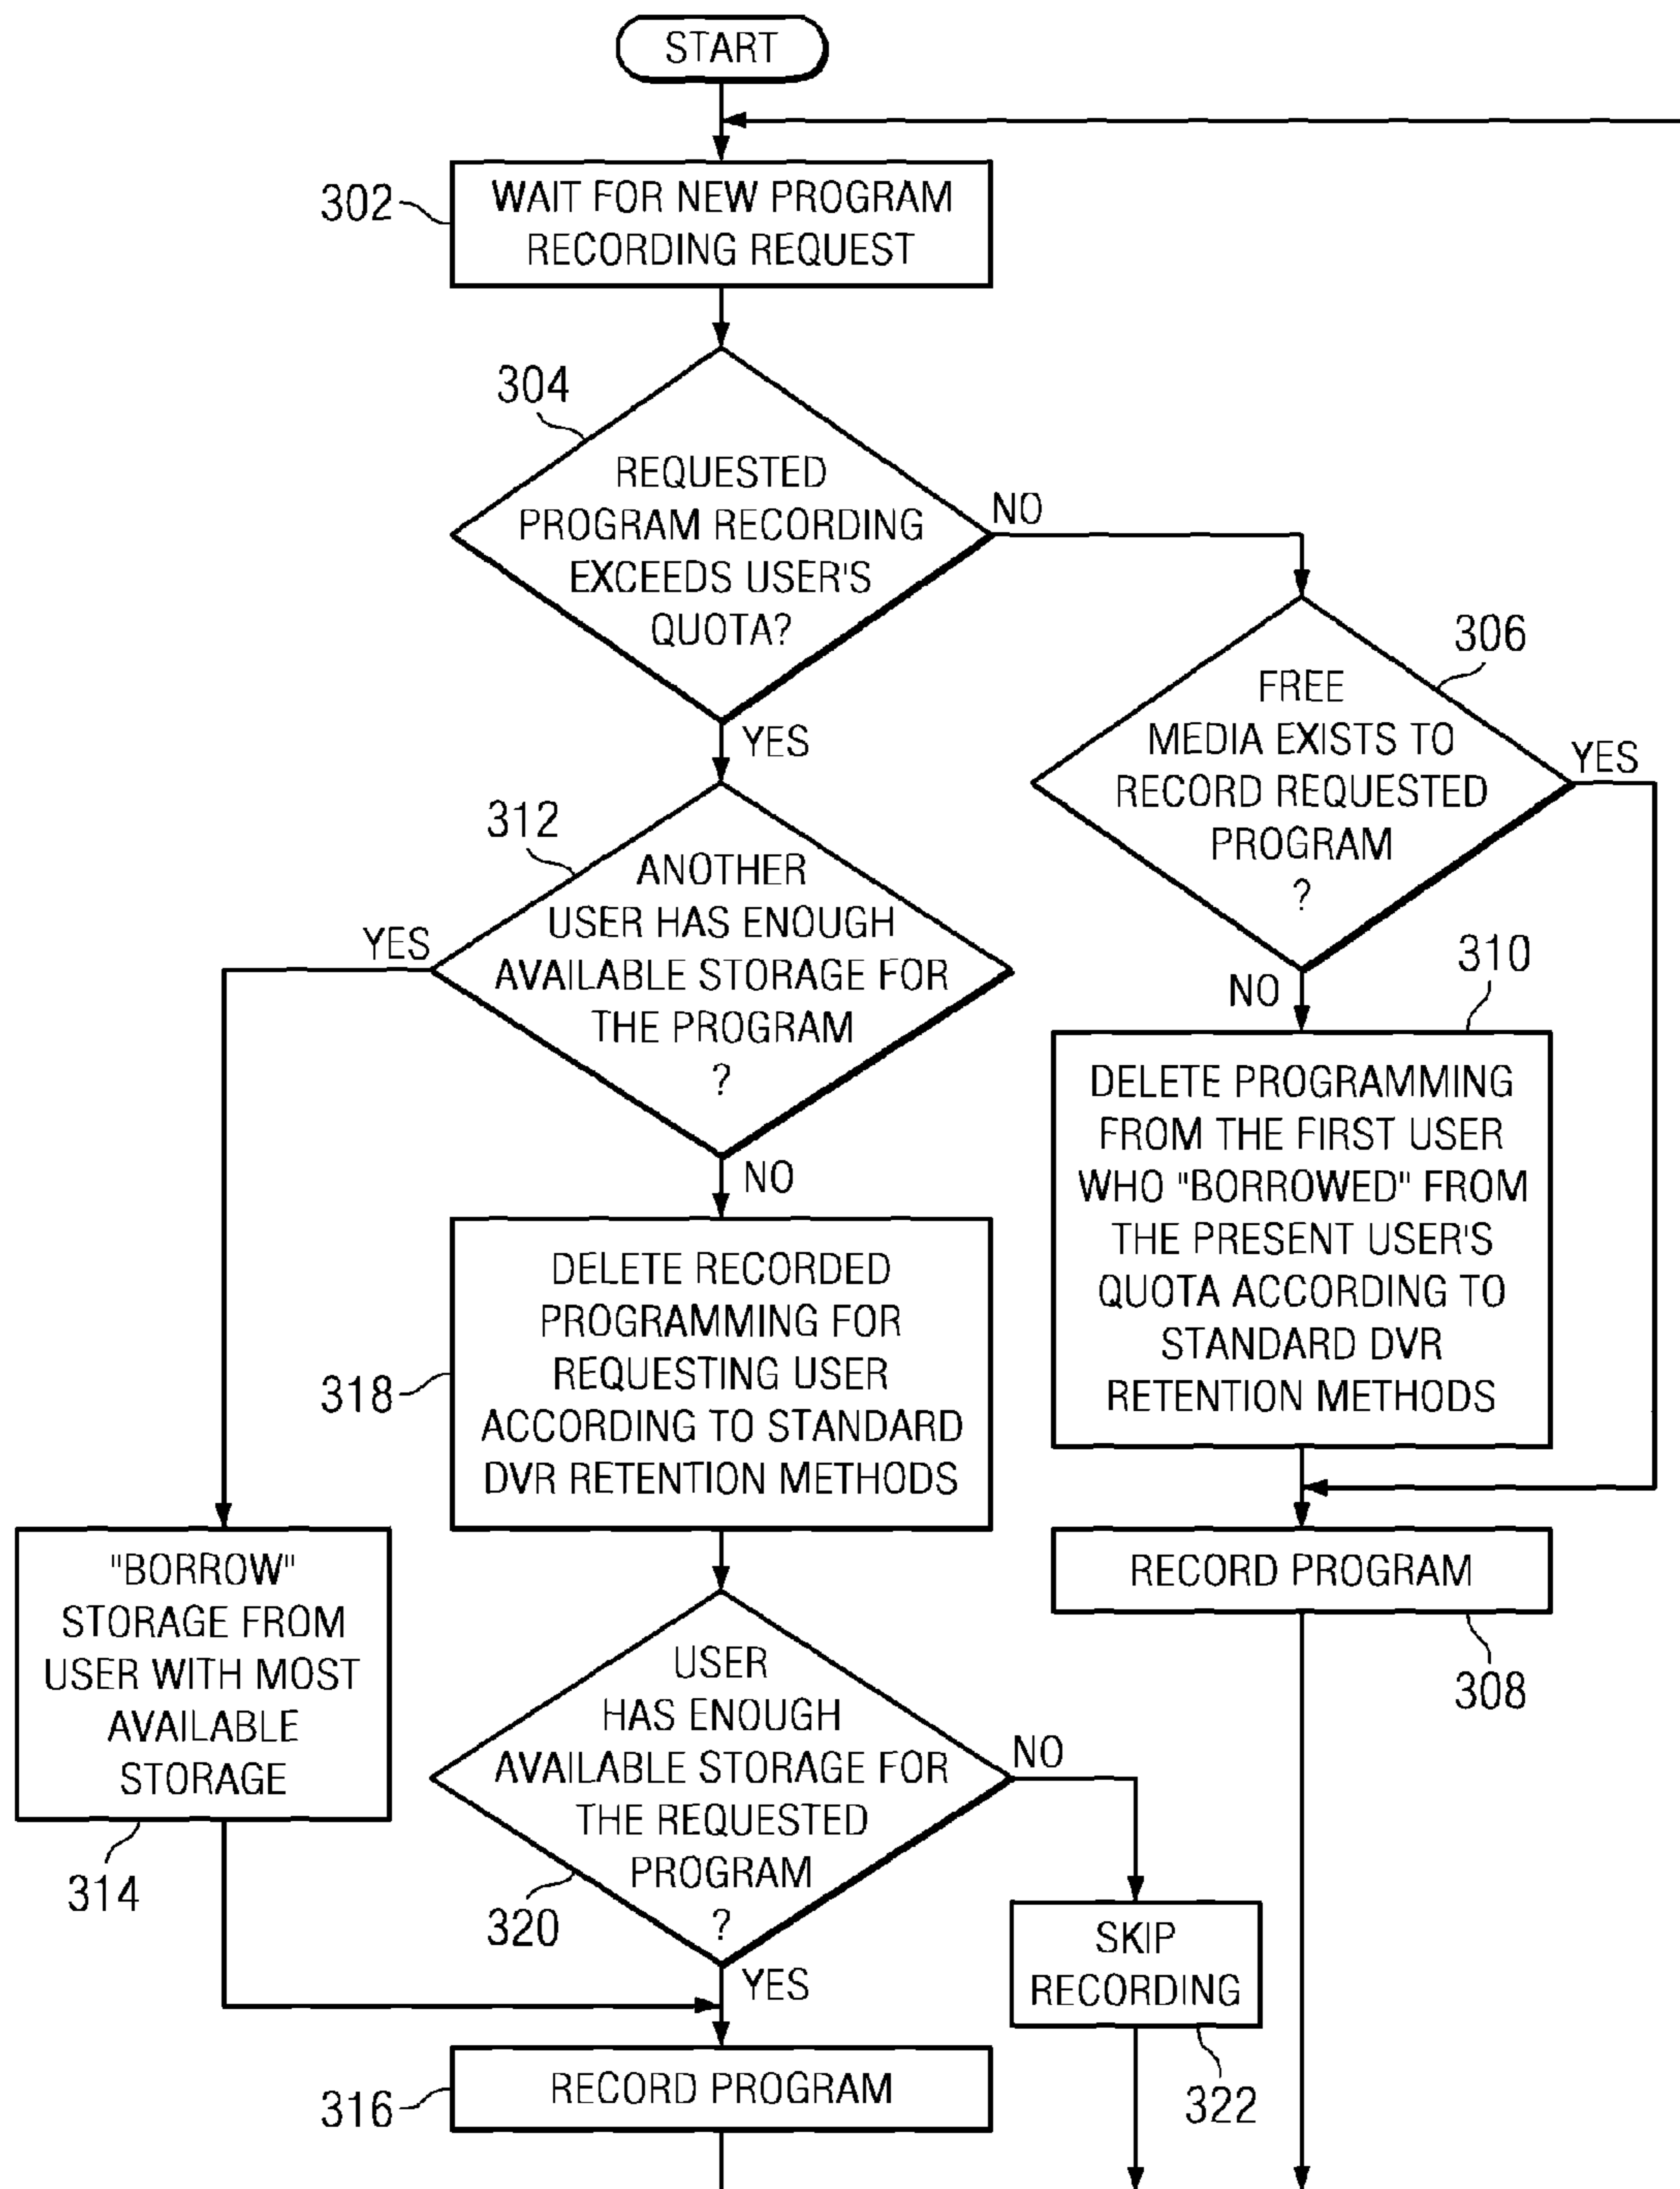 START
302
WAIT FOR NEW PROGRAM
RECORDING REQUEST
304
REQUESTED
PROGRAM RECORDING
EXCEEDS USER'S
QUOTA?
NO
YES
306
FREE
MEDIA EXISTS TO
RECORD REQUESTED
PROGRAM
?
YES
NO
312
ANOTHER
USER HAS ENOUGH
AVAILABLE STORAGE FOR
THE PROGRAM
?
YES
NO
310
DELETE PROGRAMMING
FROM THE FIRST USER
WHO "BORROWED" FROM
THE PRESENT USER'S
QUOTA ACCORDING TO
STANDARD DVR
RETENTION METHODS
318
DELETE RECORDED
PROGRAMMING FOR
REQUESTING USER
ACCORDING TO STANDARD
DVR RETENTION METHODS
RECORD PROGRAM
308
"BORROW"
STORAGE FROM
USER WITH MOST
AVAILABLE
STORAGE
314
USER
HAS ENOUGH
AVAILABLE STORAGE FOR
THE REQUESTED
PROGRAM
?
320
NO
YES
SKIP
RECORDING
322
316
RECORD PROGRAM